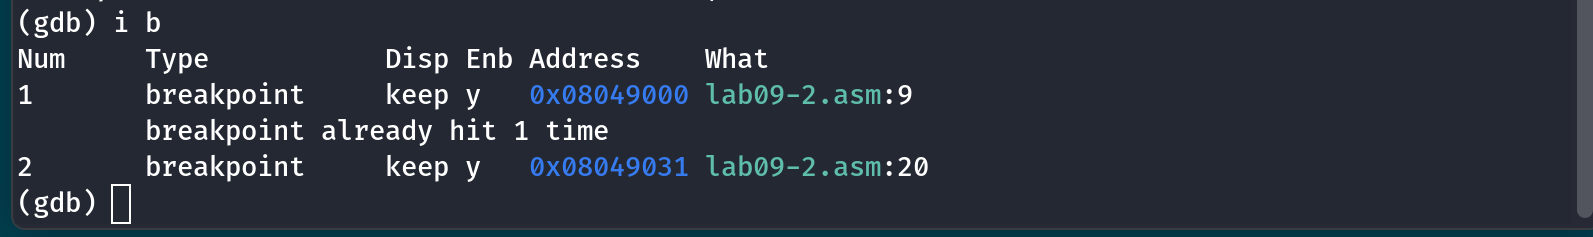 (gdb) i b
Num     Type           Disp Enb Address    What
1       breakpoint     keep y   0x08049000 lab09-2.asm:9
        breakpoint already hit 1 time
2       breakpoint     keep y   0x08049031 lab09-2.asm:20
(gdb)